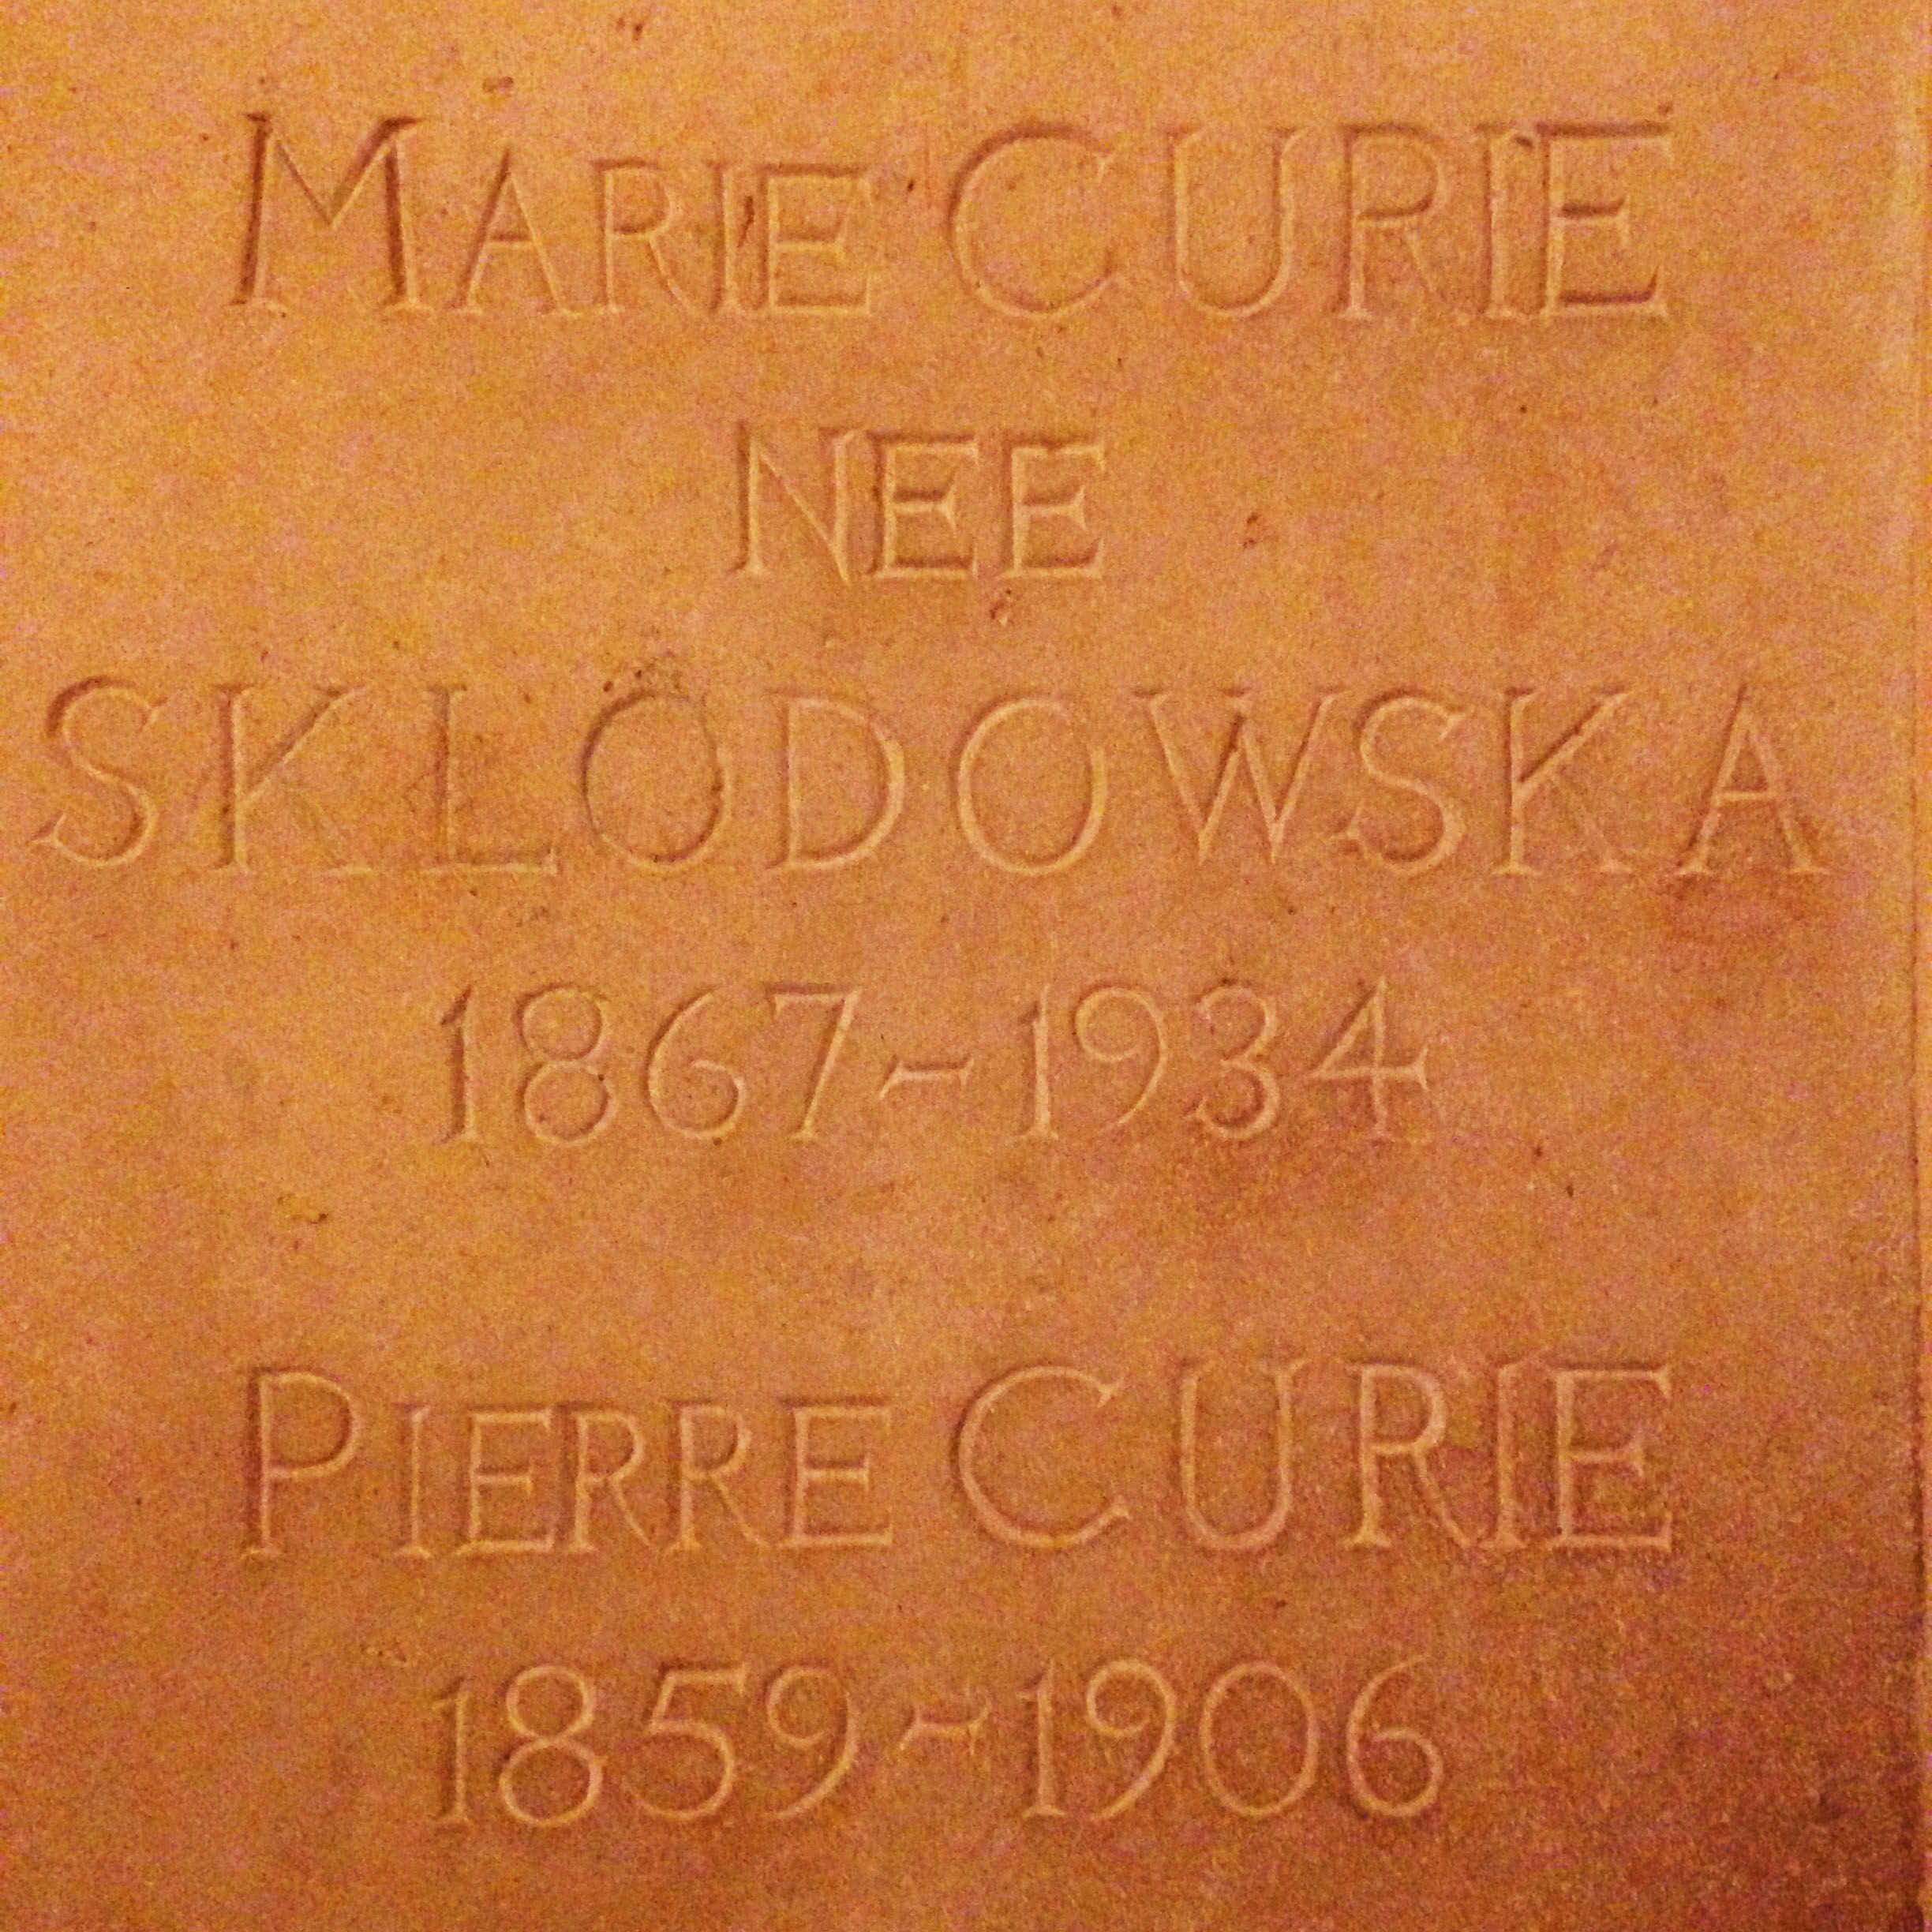 MARIE CURIE
NEE
SKLODOWSKA
1867-1934
PIERRE CURIE
1859-1906